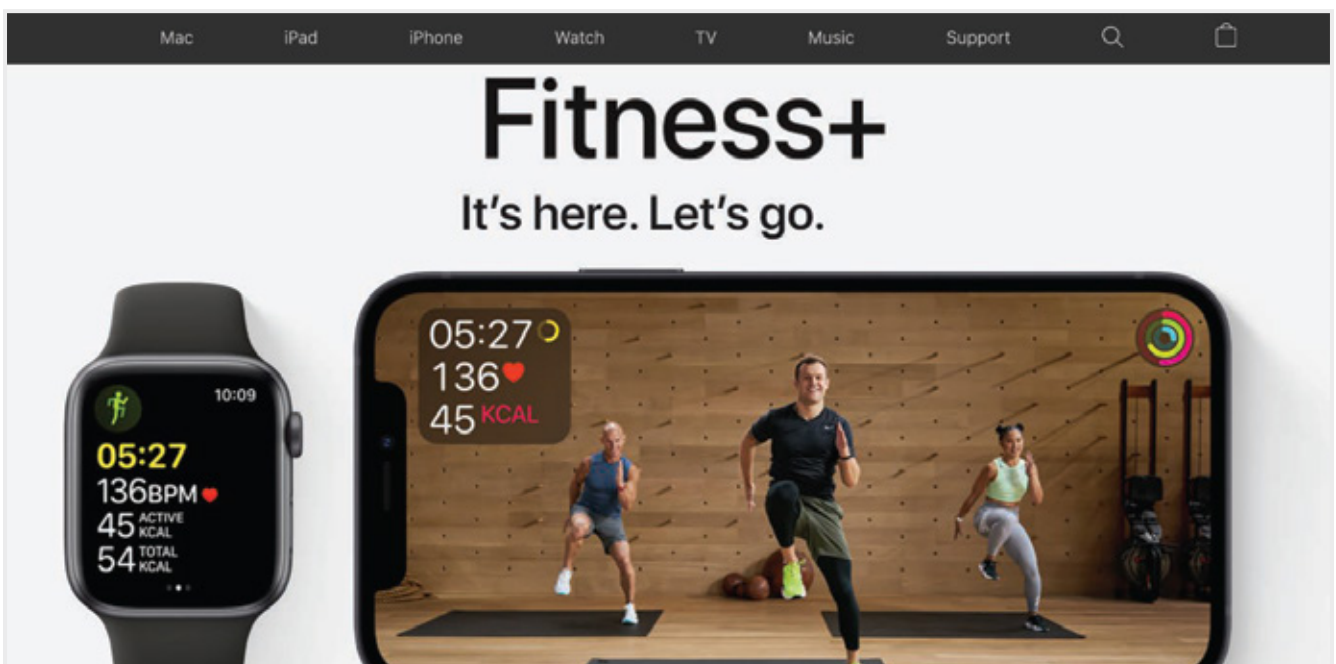 Mac iPad iPhone Watch TV Music Support
Fitness+
It's here. Let's go.
10:09
05:27
136BPM
45 ACTIVE KCAL
54 TOTAL KCAL
05:27
136
45 KCAL